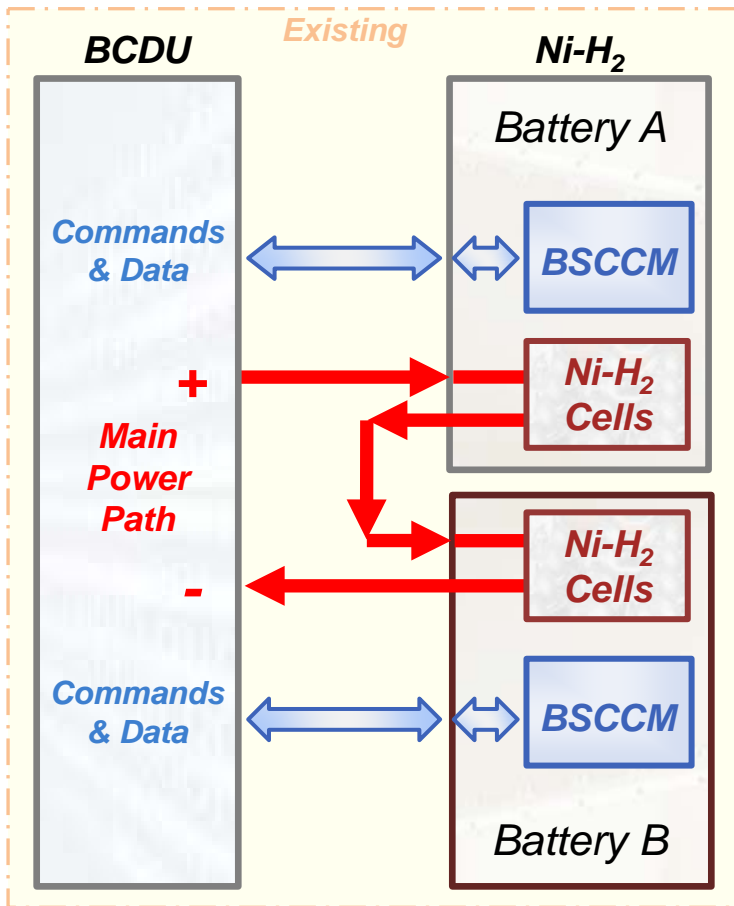 Existing
BCDU
Ni-H₂
Battery A
Commands
& Data
BSCCM
+
Main
Power
Path
-
Ni-H₂
Cells
Ni-H₂
Cells
Commands
& Data
BSCCM
Battery B